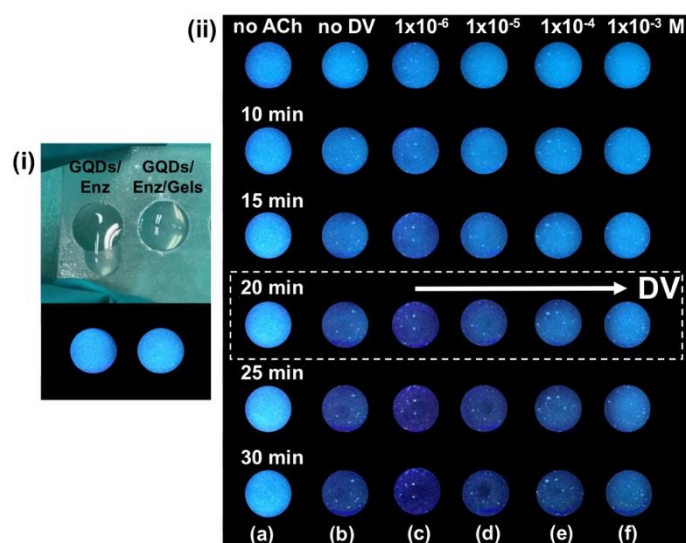 (i)
GQDs/ GQDs/
Enz Enz/Gels
(ii)
no ACh no DV 1x10⁻⁶ 1x10⁻⁵ 1x10⁻⁴ 1x10⁻³ M
10 min
15 min
20 min
DV
25 min
30 min
(a) (b) (c) (d) (e) (f)